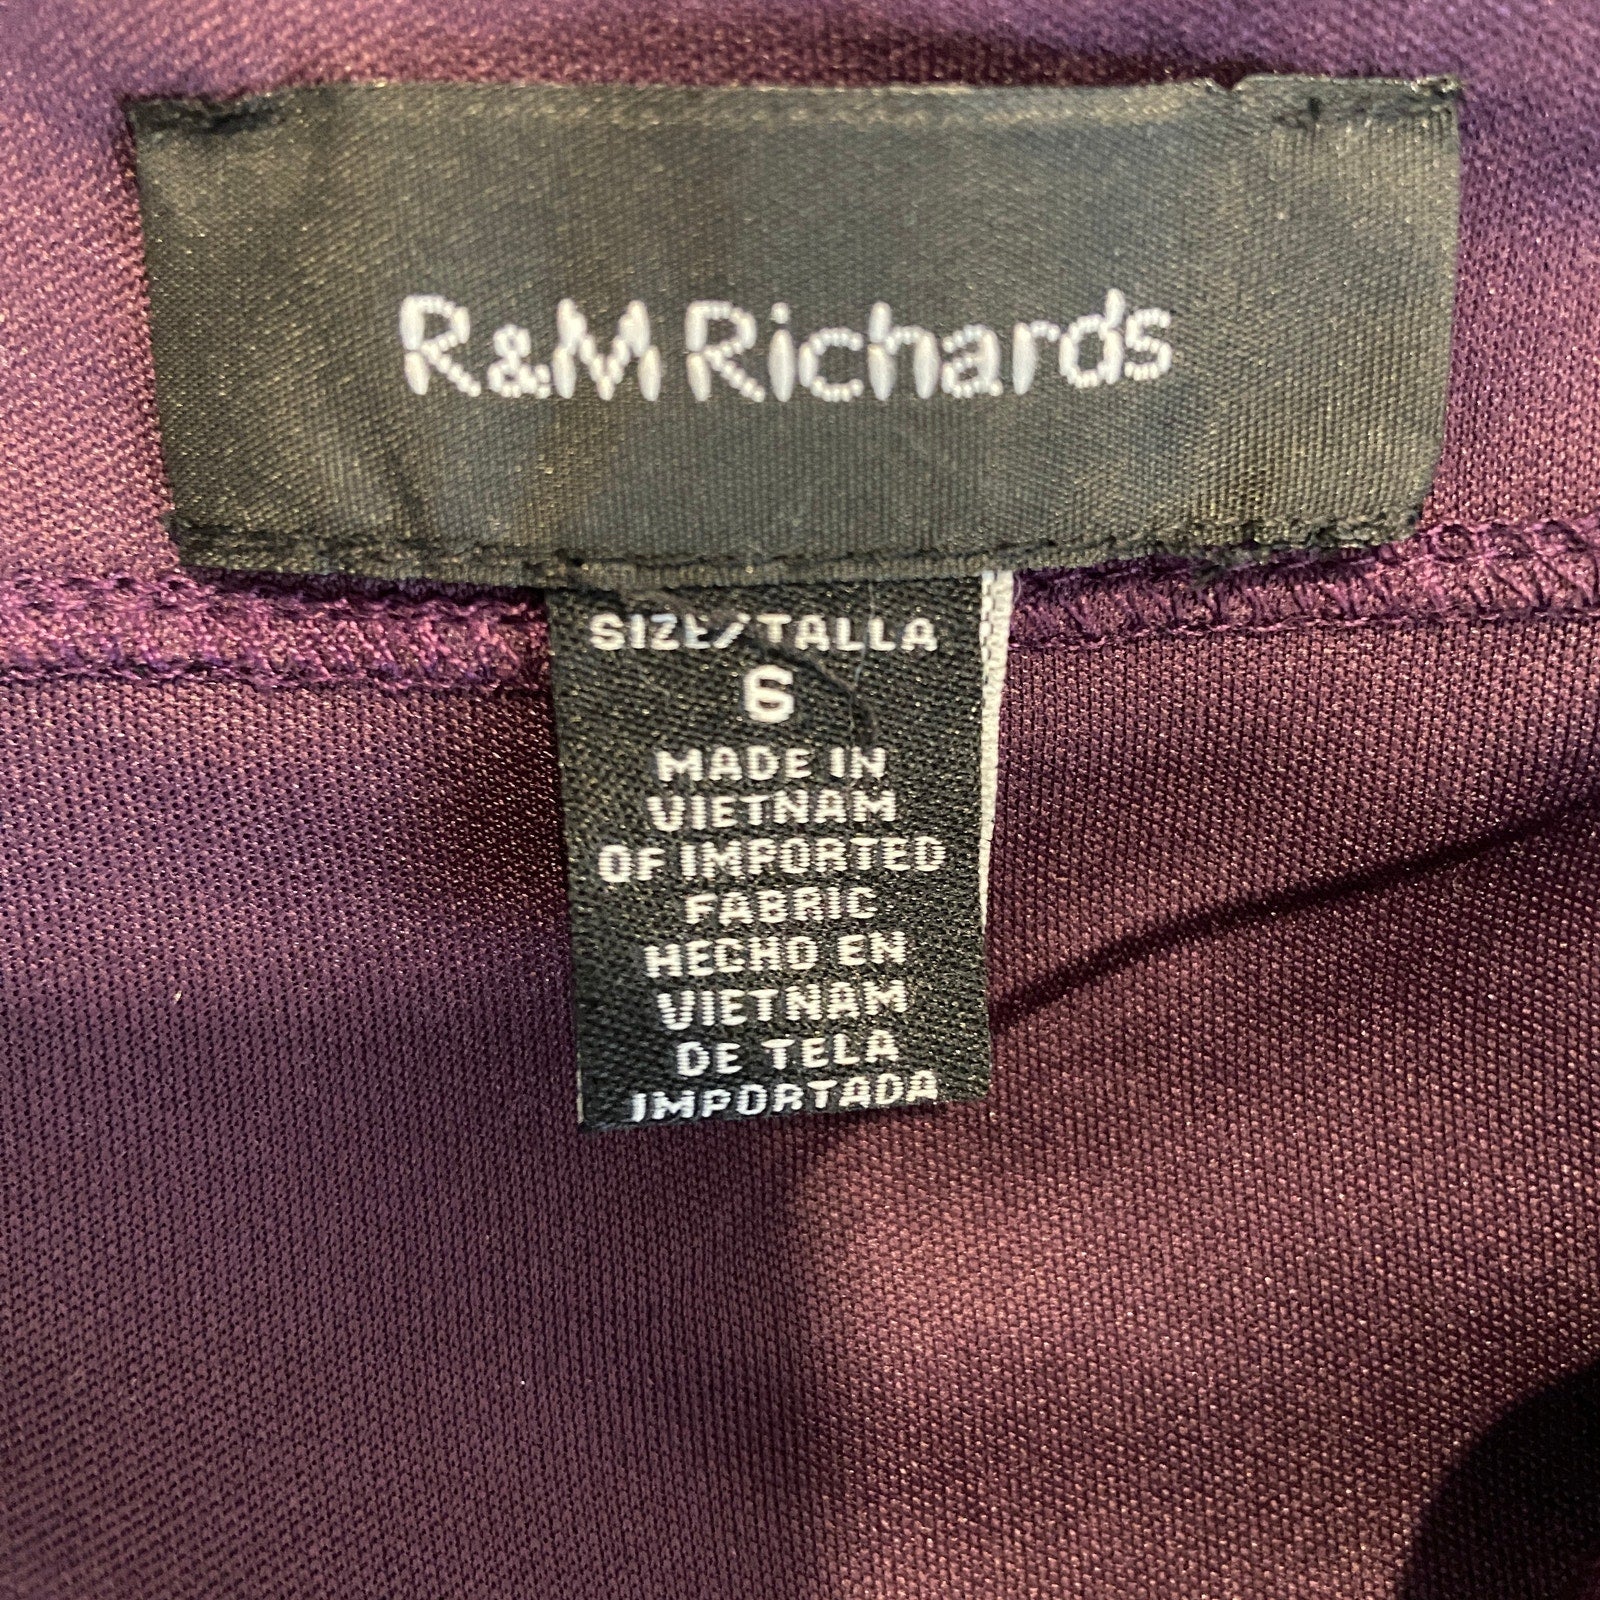 R&M Richards
SIZE/TALLA
6
MADE IN
VIETNAM
OF IMPORTED
FABRIC
HECHO EN
VIETNAM
DE TELA
IMPORTADA